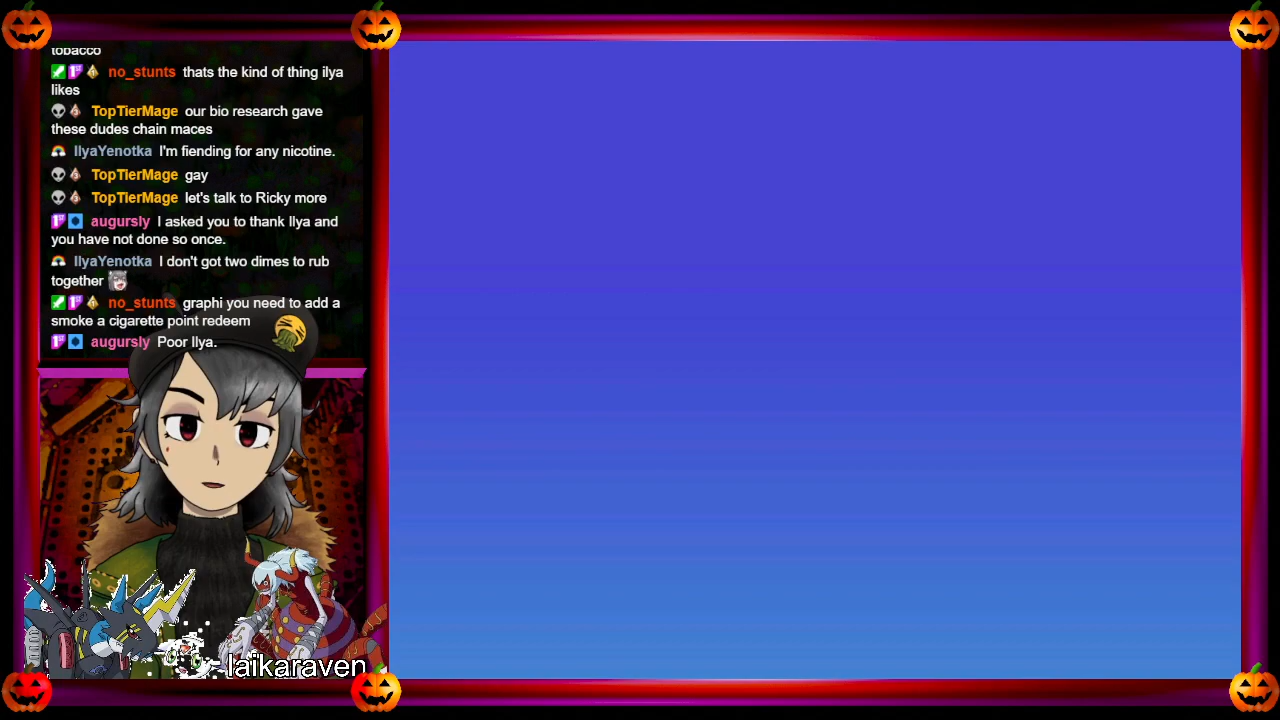 tobacco
no_stunts thats the kind of thing ilya
likes
TopTierMage our bio research gave
these dudes chain maces
IlyaYenotka I'm fiending for any nicotine.
TopTierMage gay
TopTierMage let's talk to Ricky more
augursly I asked you to thank Ilya and
you have not done so once.
IlyaYenotka I don't got two dimes to rub
together
no_stunts graphi you need to add a
smoke a cigarette point redeem
augursly Poor Ilya.
laikaraven